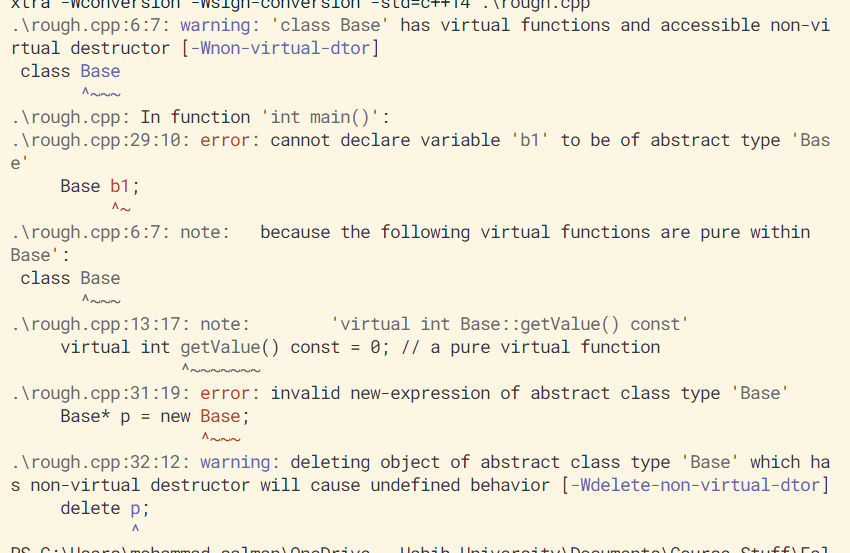 xtra -Wconversion -Wsign-conversion -std=c++14 .\rough.cpp
.\rough.cpp:6:7: warning: 'class Base' has virtual functions and accessible non-vi
rtual destructor [-Wnon-virtual-dtor]
 class Base
       ^~~~
.\rough.cpp: In function 'int main()':
.\rough.cpp:29:10: error: cannot declare variable 'b1' to be of abstract type 'Bas
e'
     Base b1;
          ^~
.\rough.cpp:6:7: note:   because the following virtual functions are pure within
Base':
 class Base
       ^~~~
.\rough.cpp:13:17: note:        'virtual int Base::getValue() const'
     virtual int getValue() const = 0; // a pure virtual function
                 ^~~~~~~~
.\rough.cpp:31:19: error: invalid new-expression of abstract class type 'Base'
     Base* p = new Base;
                   ^~~~
.\rough.cpp:32:12: warning: deleting object of abstract class type 'Base' which ha
s non-virtual destructor will cause undefined behavior [-Wdelete-non-virtual-dtor]
     delete p;
            ^
PS C:\Users\mohammad.salman\OneDrive - Habib University\Documents\Course Stuff\Fal